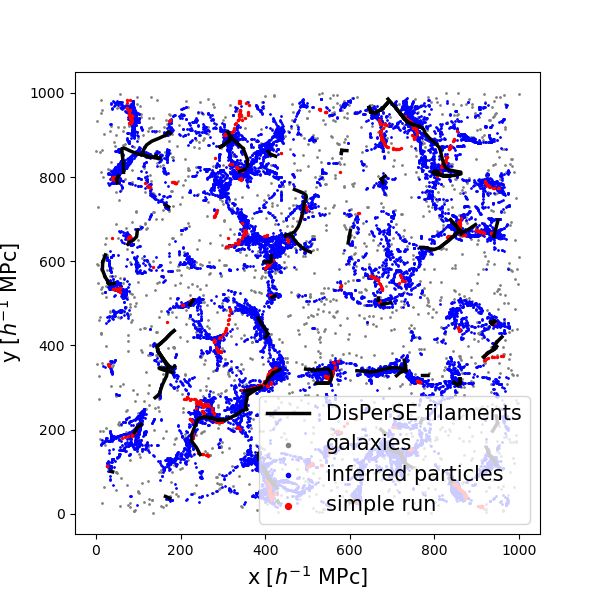 1000
800
600
400
200
0
y [h⁻¹ MPc]
DisPerSE filaments
galaxies
inferred particles
simple run
0 200 400 600 800 1000
x [h⁻¹ MPc]